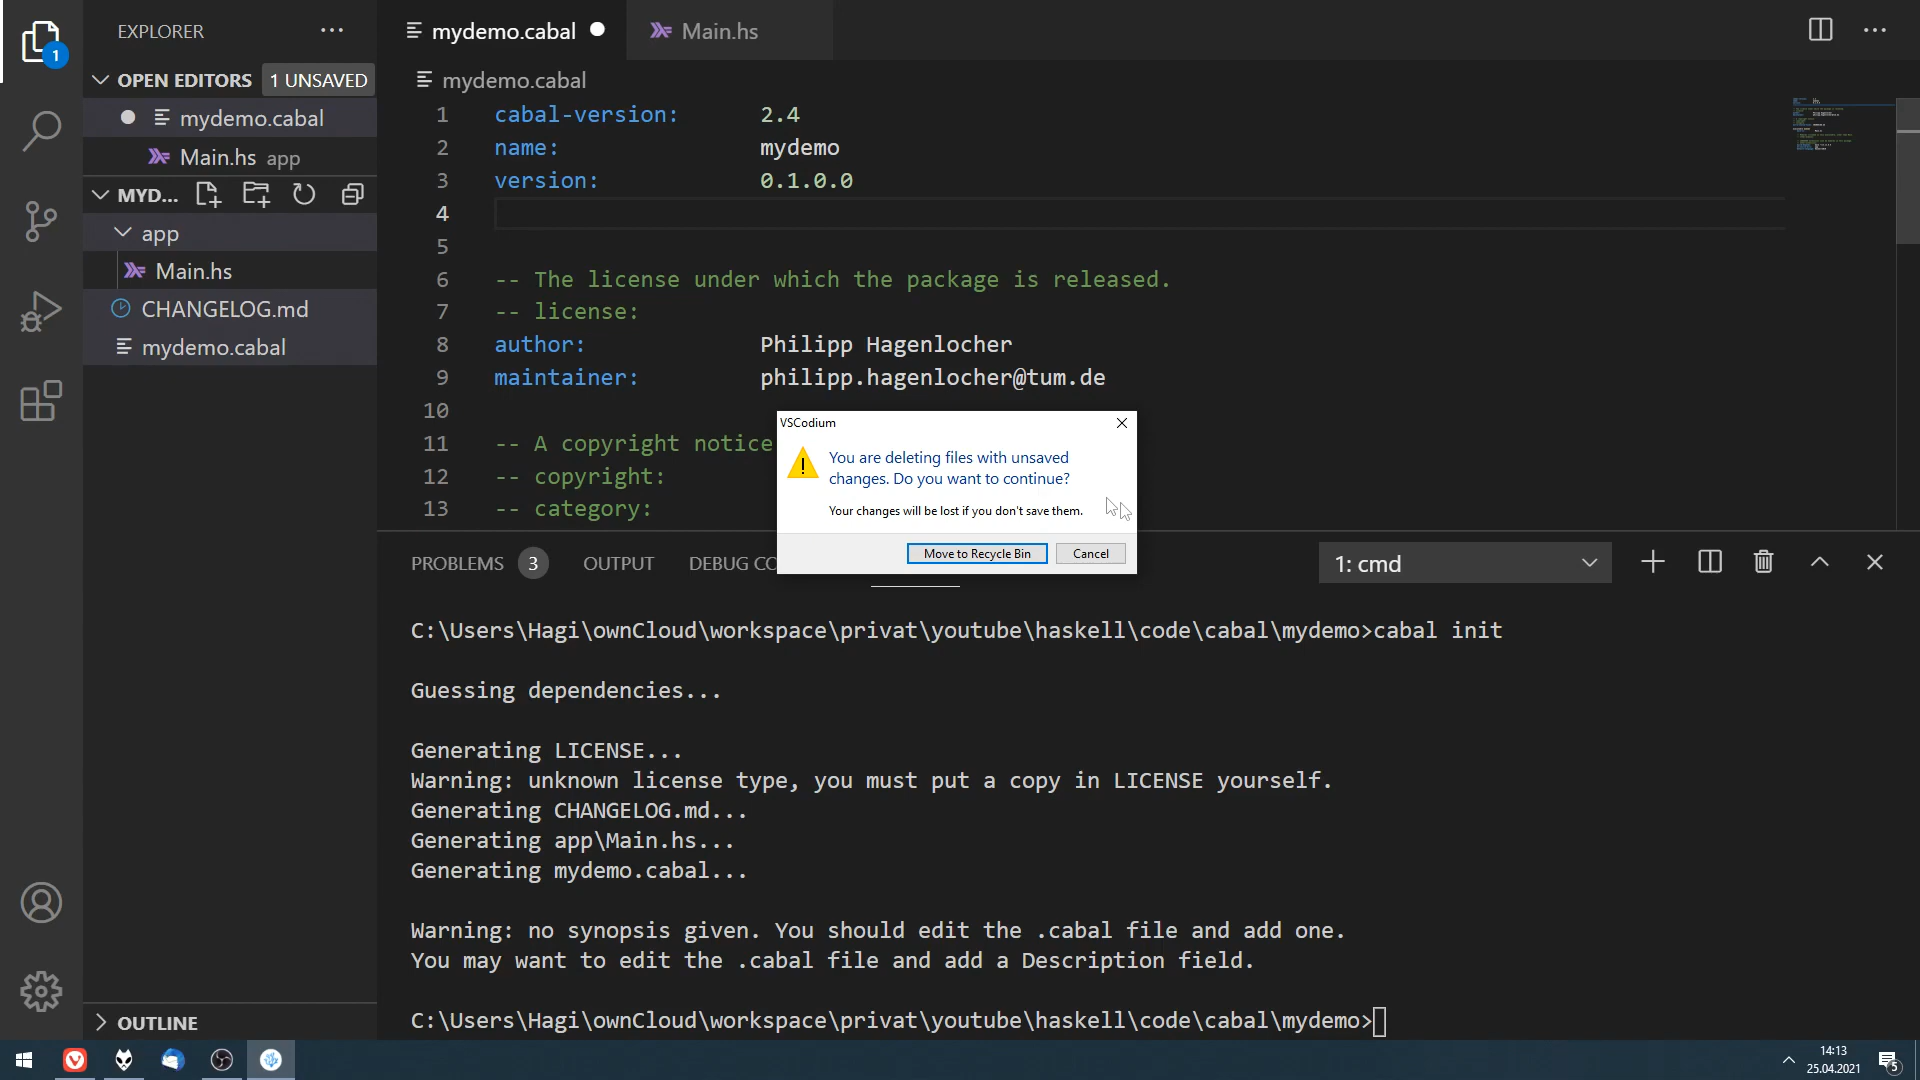 EXPLORER
1
OPEN EDITORS 1 UNSAVED
mydemo.cabal
Main.hs app
MYD...
app
Main.hs
CHANGELOG.md
mydemo.cabal
OUTLINE
mydemo.cabal
Main.hs
mydemo.cabal
1 cabal-version: 2.4
2 name: mydemo
3 version: 0.1.0.0
4
5
6 -- The license under which the package is released.
7 -- license:
8 author: Philipp Hagenlocher
9 maintainer: philipp.hagenlocher@tum.de
10
11 -- A copyright notice
12 -- copyright:
13 -- category:
VSCodium
You are deleting files with unsaved
changes. Do you want to continue?
Your changes will be lost if you don't save them.
Move to Recycle Bin Cancel
PROBLEMS 3 OUTPUT DEBUG CO
1: cmd
C:\Users\Hagi\ownCloud\workspace\privat\youtube\haskell\code\cabal\mydemo>cabal init
Guessing dependencies...
Generating LICENSE...
Warning: unknown license type, you must put a copy in LICENSE yourself.
Generating CHANGELOG.md...
Generating app\Main.hs...
Generating mydemo.cabal...
Warning: no synopsis given. You should edit the .cabal file and add one.
You may want to edit the .cabal file and add a Description field.
C:\Users\Hagi\ownCloud\workspace\privat\youtube\haskell\code\cabal\mydemo>
14:13
25.04.2021
5